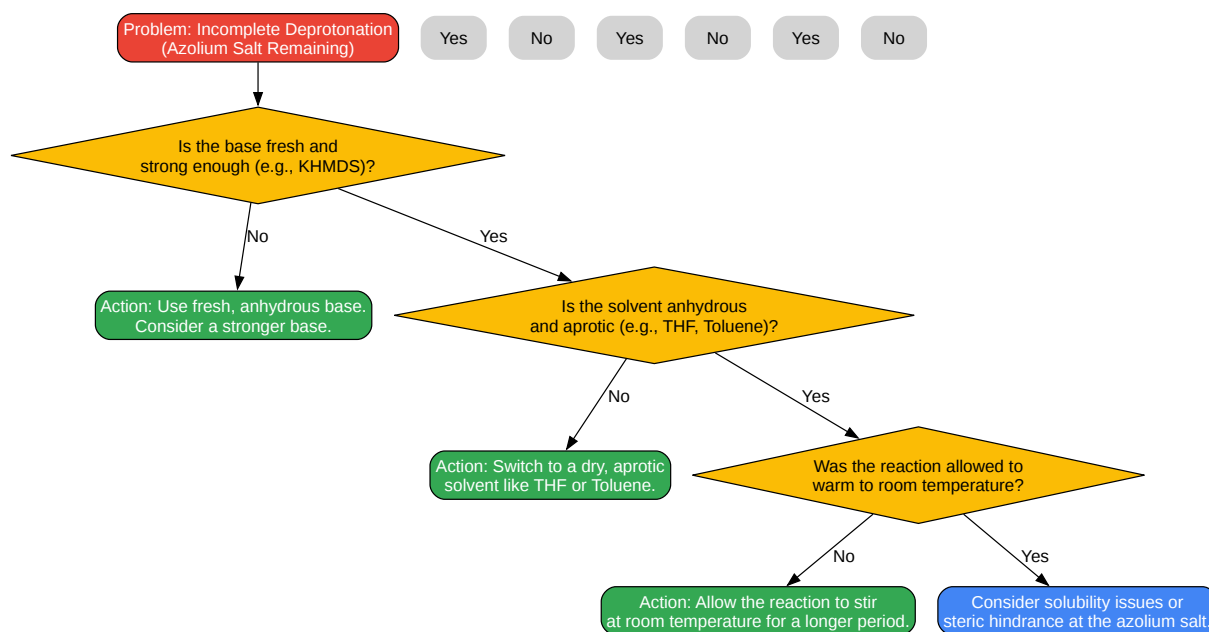 Problem: Incomplete Deprotonation
(Azolium Salt Remaining)
Yes
No
Yes
No
Yes
No
Is the base fresh and
strong enough (e.g., KHMDS)?
No
Yes
Action: Use fresh, anhydrous base.
Consider a stronger base.
Is the solvent anhydrous
and aprotic (e.g., THF, Toluene)?
No
Yes
Action: Switch to a dry, aprotic
solvent like THF or Toluene.
Was the reaction allowed to
warm to room temperature?
No
Yes
Action: Allow the reaction to stir
at room temperature for a longer period.
Consider solubility issues or
steric hindrance at the azolium salt.